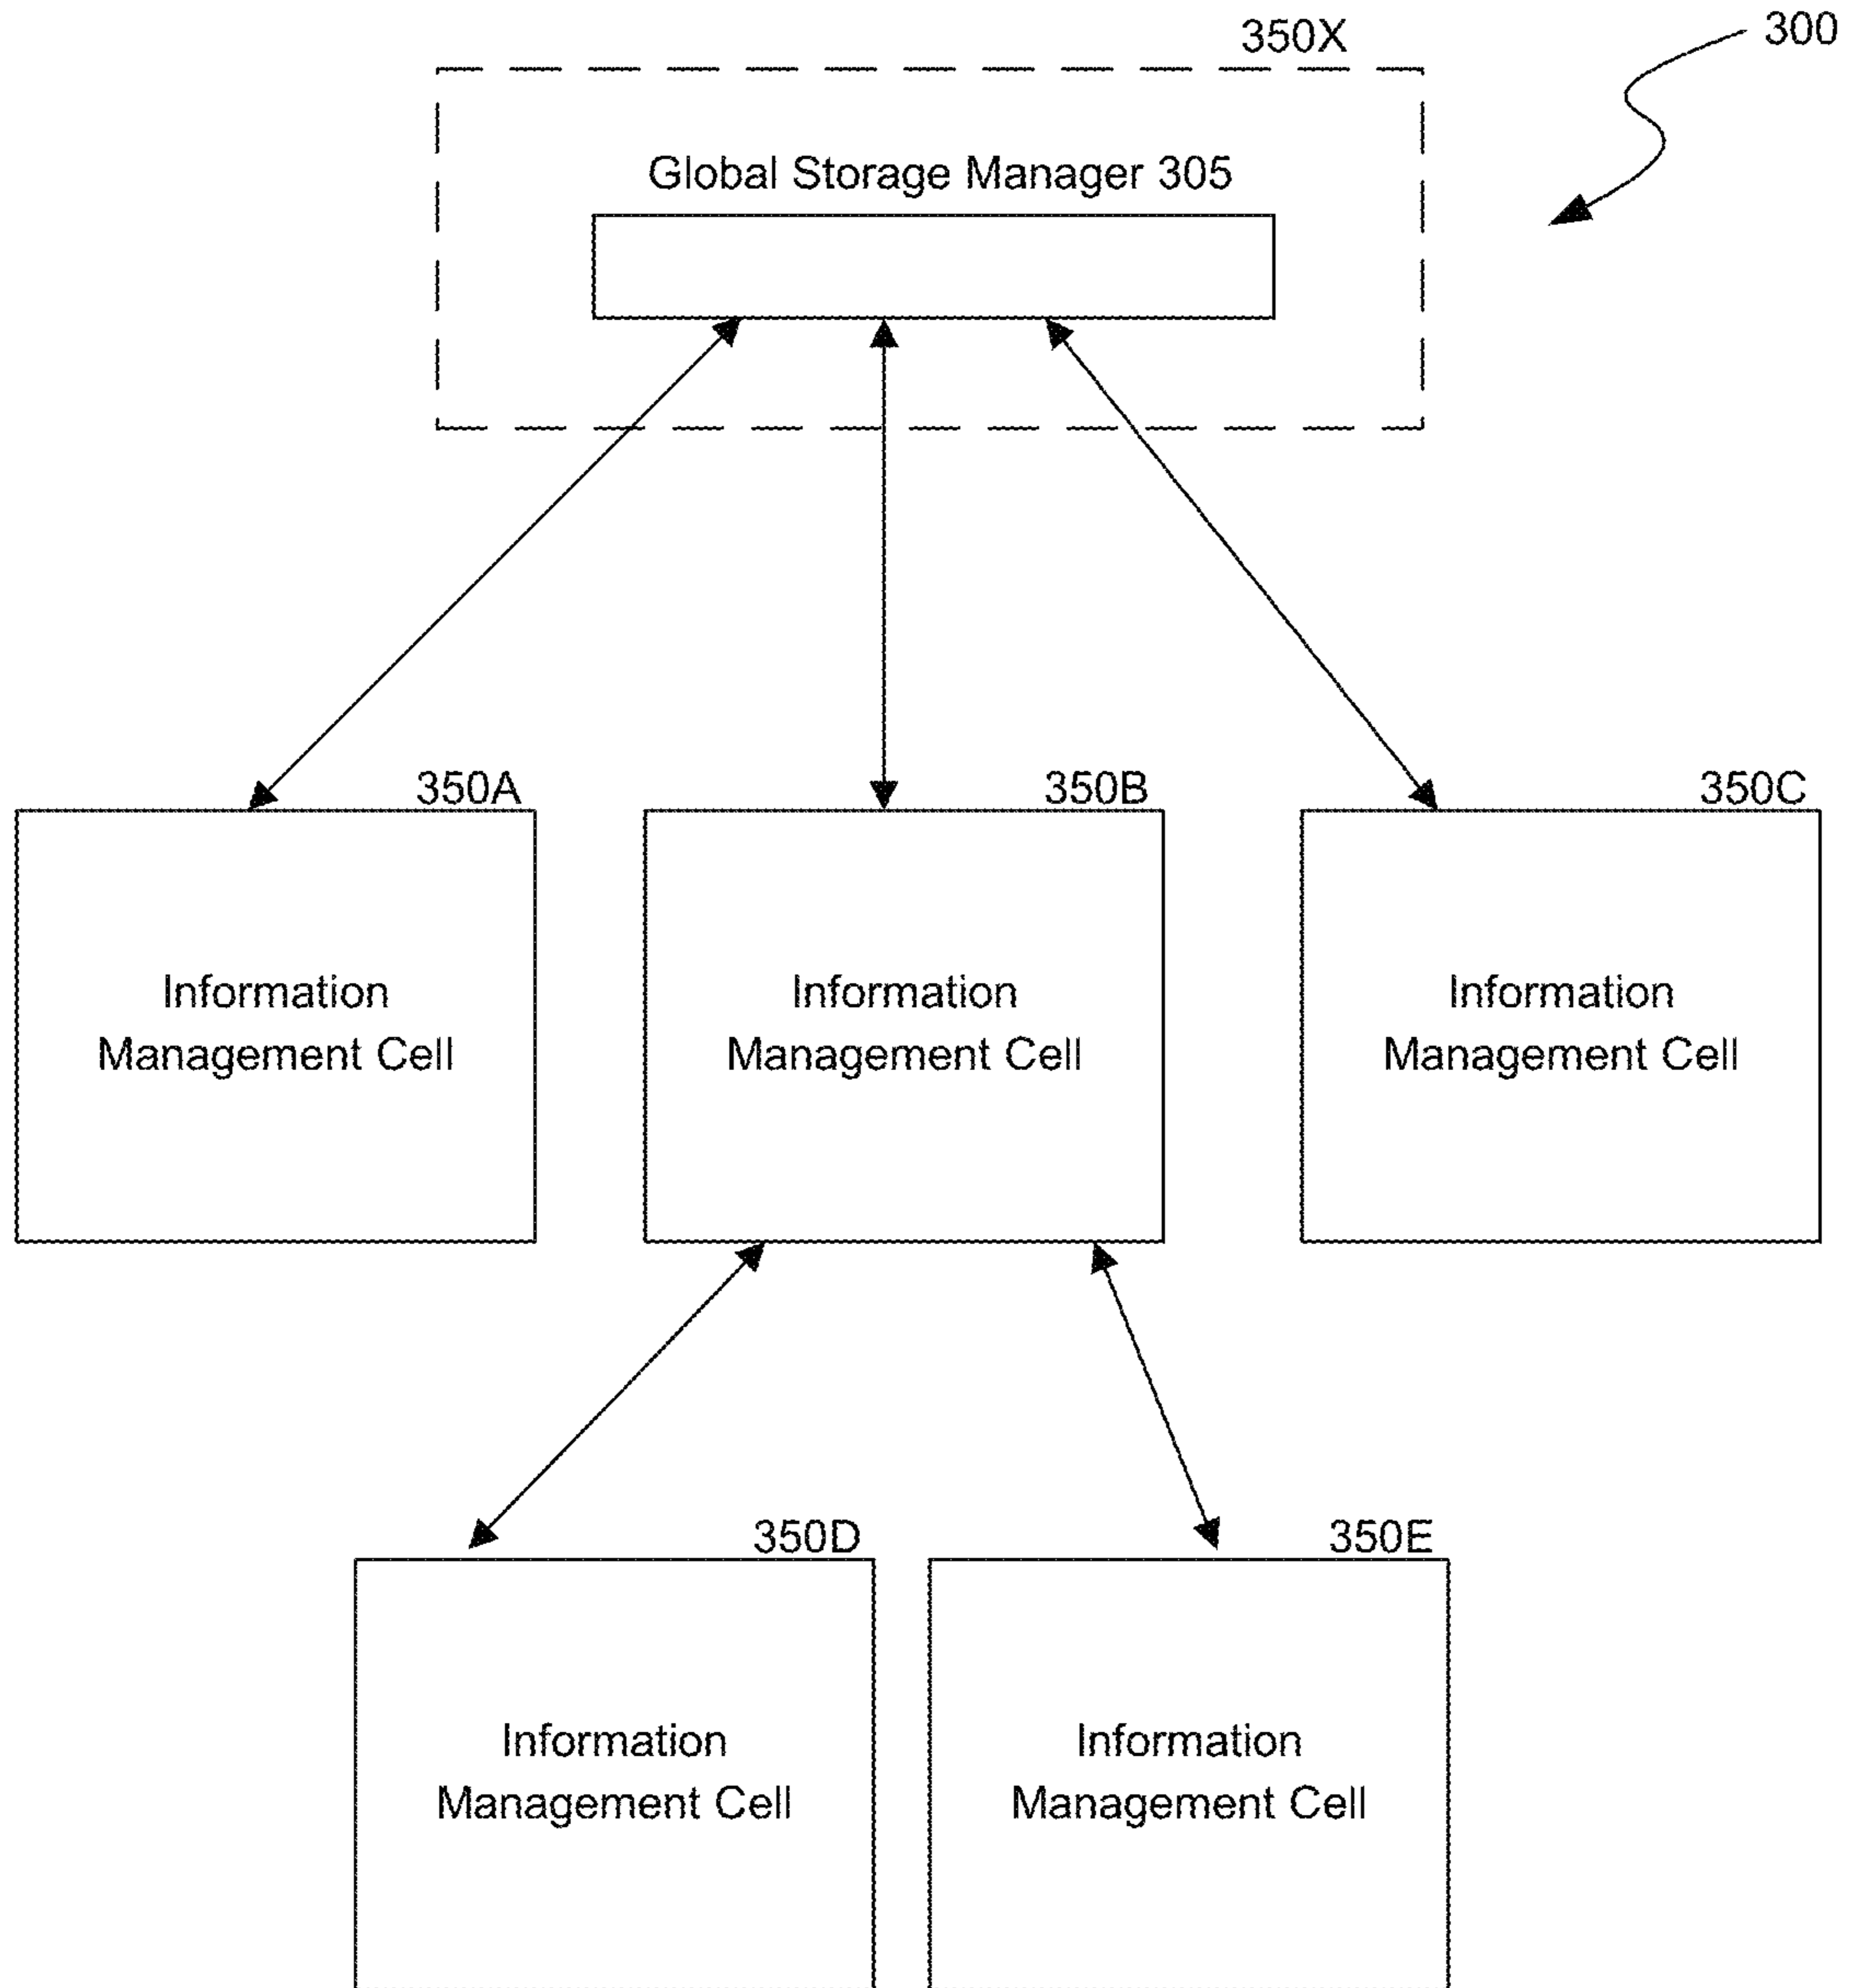 350X
300
Global Storage Manager 305
350A
350B
350C
Information
Management Cell
Information
Management Cell
Information
Management Cell
350D
350E
Information
Management Cell
Information
Management Cell